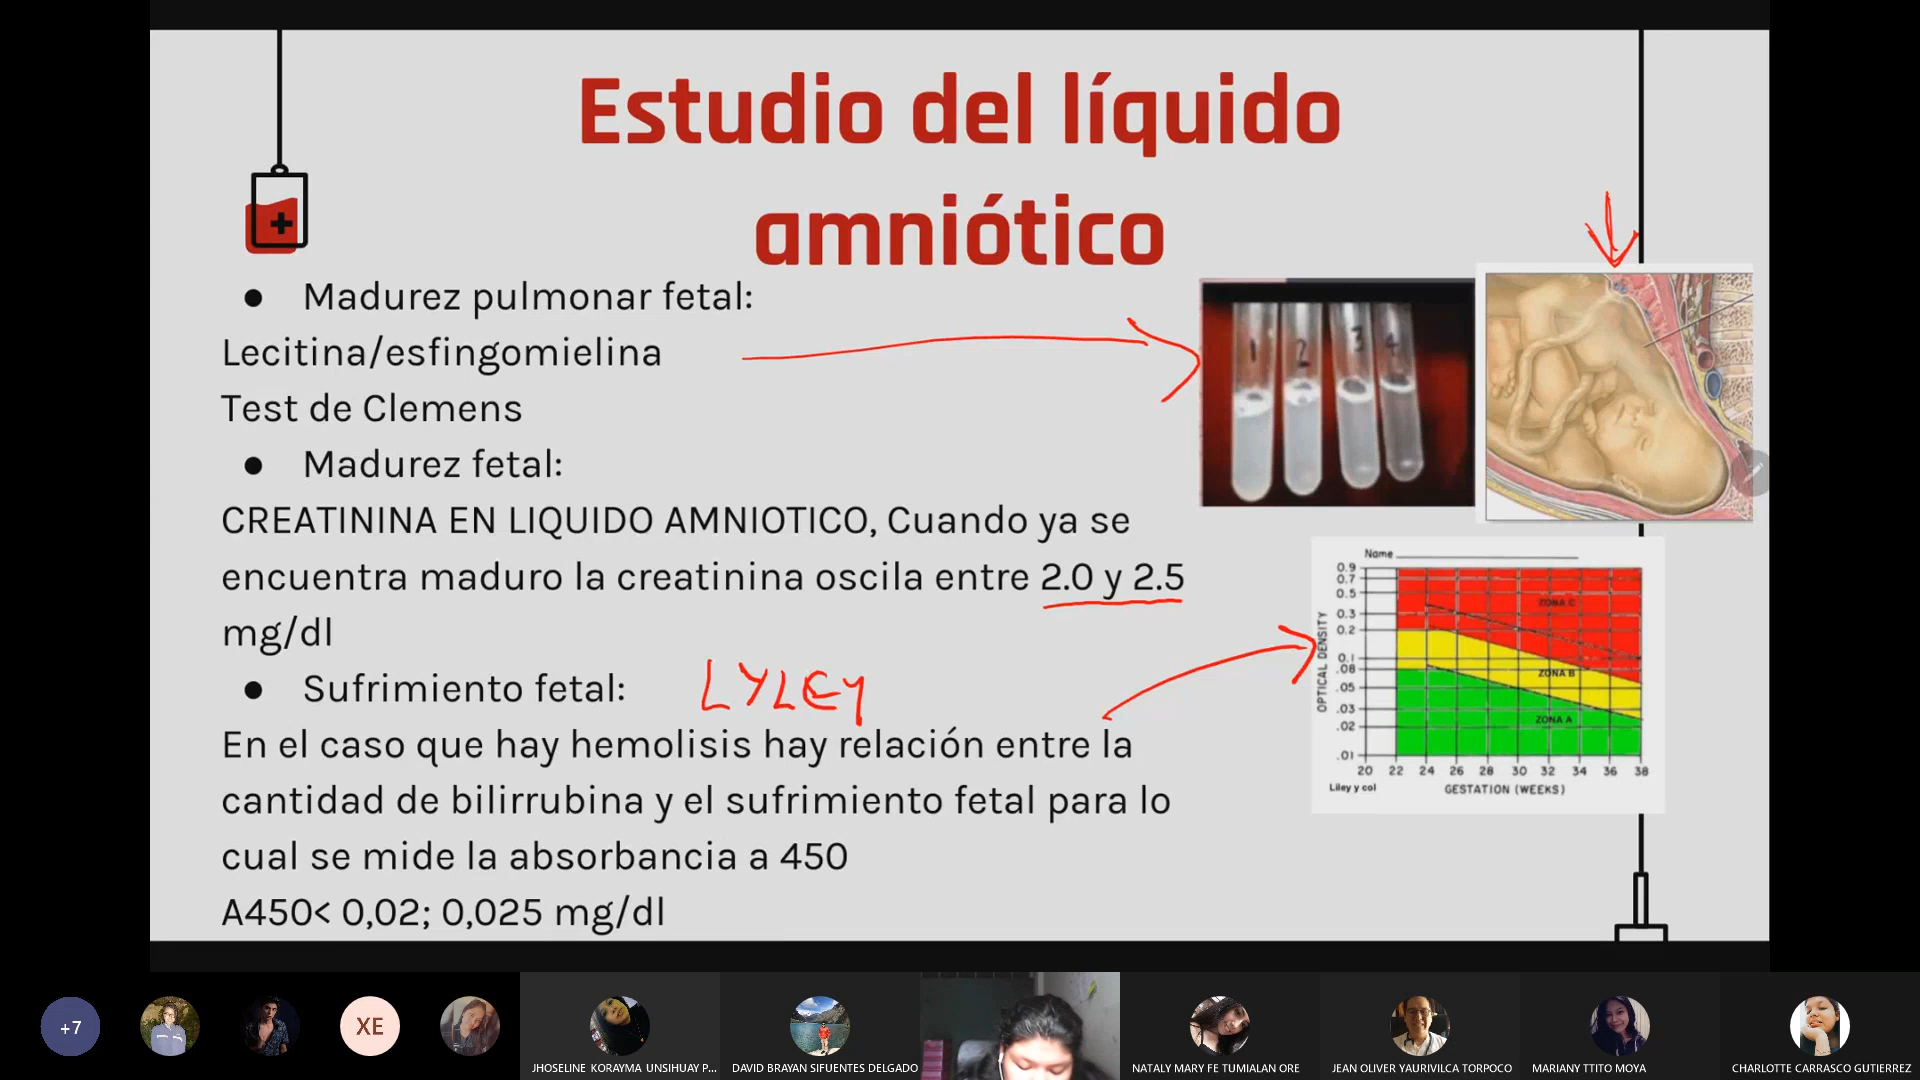 Estudio del líquido
amniótico
● Madurez pulmonar fetal:
Lecitina/esfingomielina
Test de Clemens
● Madurez fetal:
CREATININA EN LIQUIDO AMNIOTICO, Cuando ya se
encuentra maduro la creatinina oscila entre 2.0 y 2.5
mg/dl
● Sufrimiento fetal:
LYLEY
En el caso que hay hemolisis hay relación entre la
cantidad de bilirrubina y el sufrimiento fetal para lo
cual se mide la absorbancia a 450
A450< 0,02; 0,025 mg/dl
1 2 3 4
Name
0.9
0.7
0.5
0.3
0.2
0.1
.08
.05
.03
.02
.01
OPTICAL DENSITY
ZONA C
ZONA B
ZONA A
20 22 24 26 28 30 32 34 36 38
Liley y col
GESTATION (WEEKS)
+7
XE
JHOSELINE KORAYMA UNSIHUAY P...
DAVID BRAYAN SIFUENTES DELGADO
NATALY MARY FE TUMIALAN ORE
JEAN OLIVER YAURIVILCA TORPOCO
MARIANY TTITO MOYA
CHARLOTTE CARRASCO GUTIERREZ